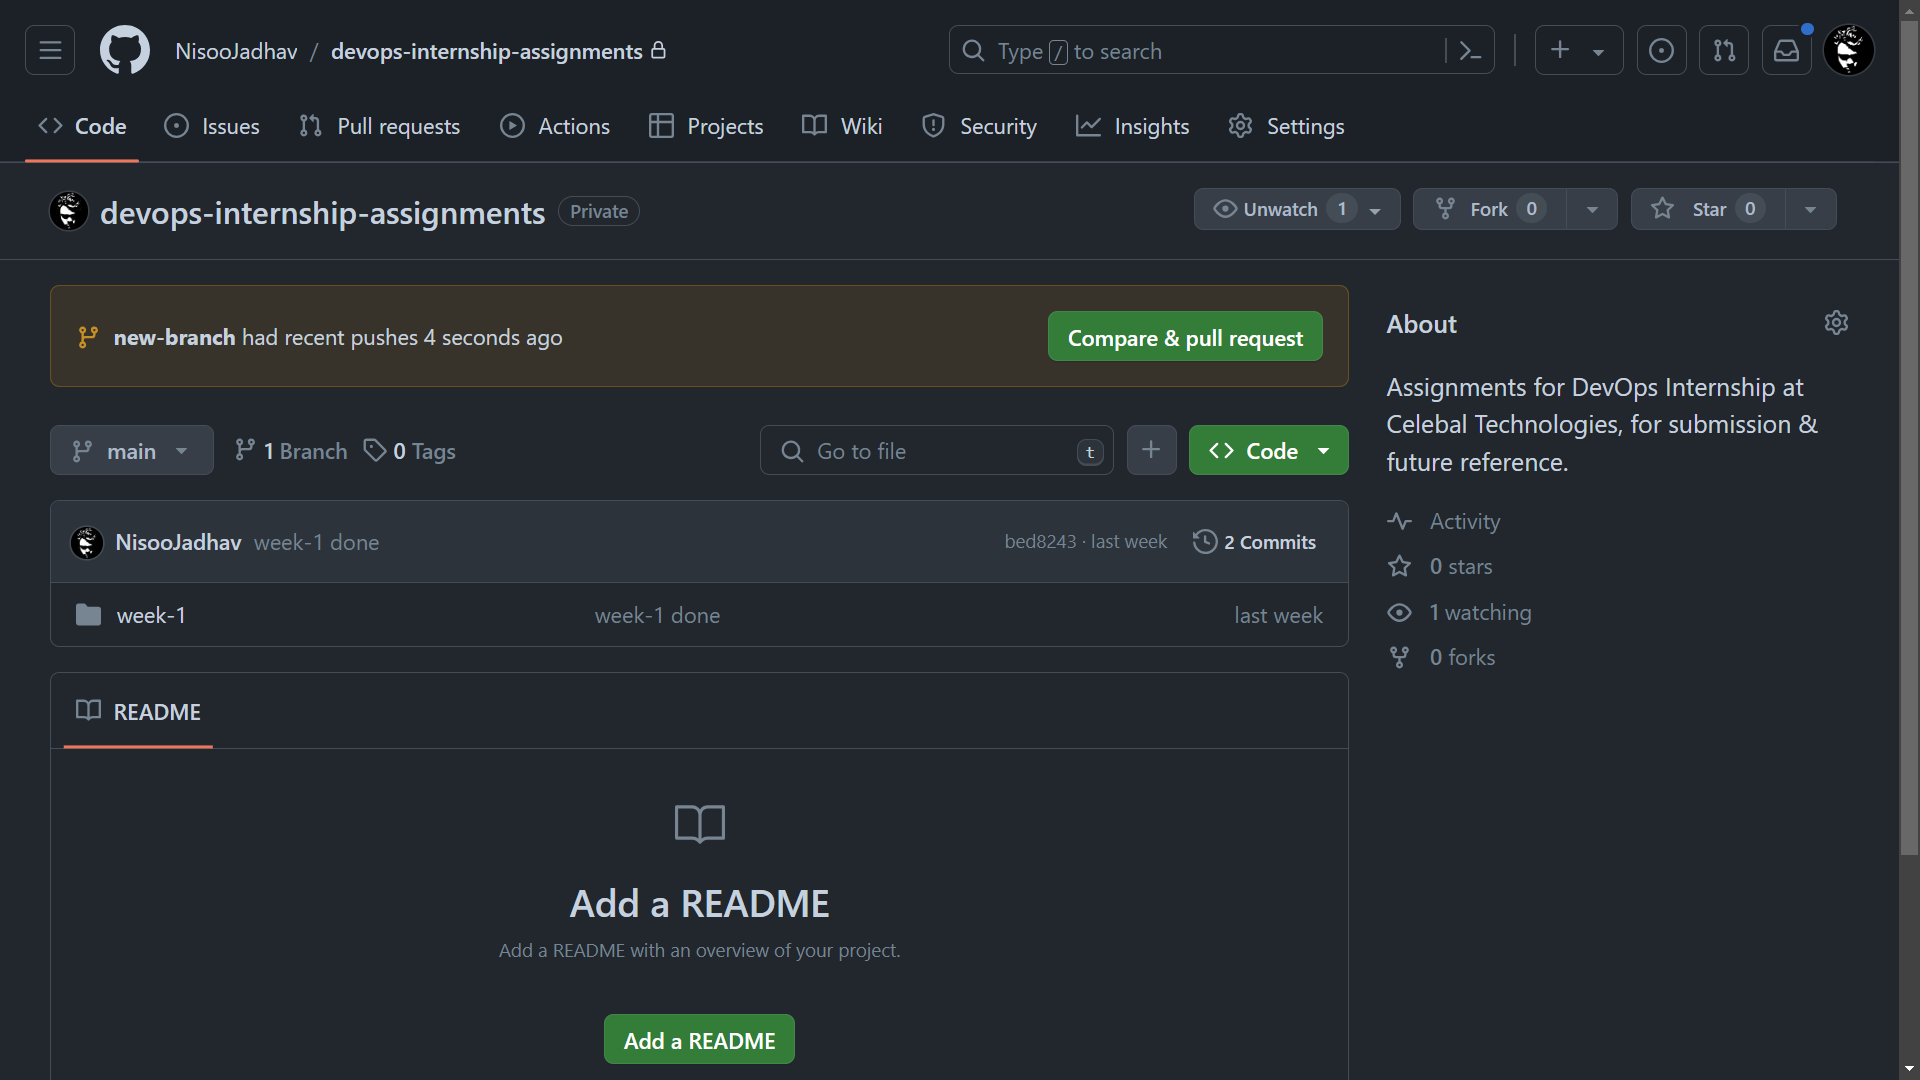 NisooJadhav / devops-internship-assignments
Type / to search
Code Issues Pull requests Actions Projects Wiki Security Insights Settings
devops-internship-assignments Private
Unwatch 1 Fork 0 Star 0
new-branch had recent pushes 4 seconds ago
Compare & pull request
main 1 Branch 0 Tags
Go to file t
Code
NisooJadhav week-1 done
bed8243 · last week 2 Commits
week-1 week-1 done last week
README
Add a README
Add a README with an overview of your project.
Add a README
About
Assignments for DevOps Internship at
Celebal Technologies, for submission &
future reference.
Activity
0 stars
1 watching
0 forks